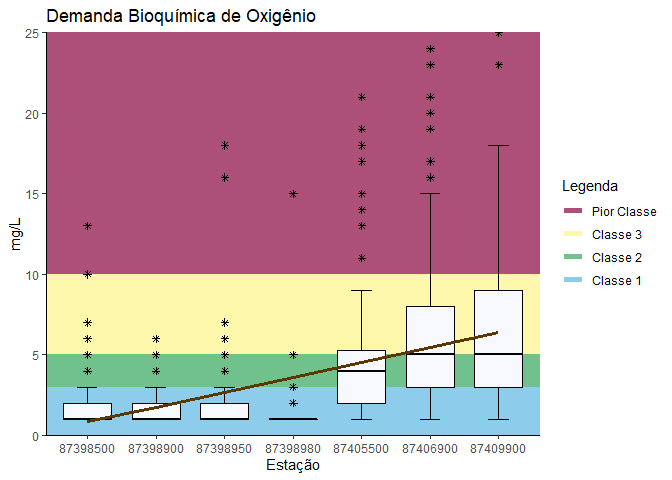 Demanda Bioquímica de Oxigênio
mg/L
25
20
15
10
5
0
87398500 87398900 87398950 87398980 87405500 87406900 87409900
Estação
Legenda
Pior Classe
Classe 3
Classe 2
Classe 1